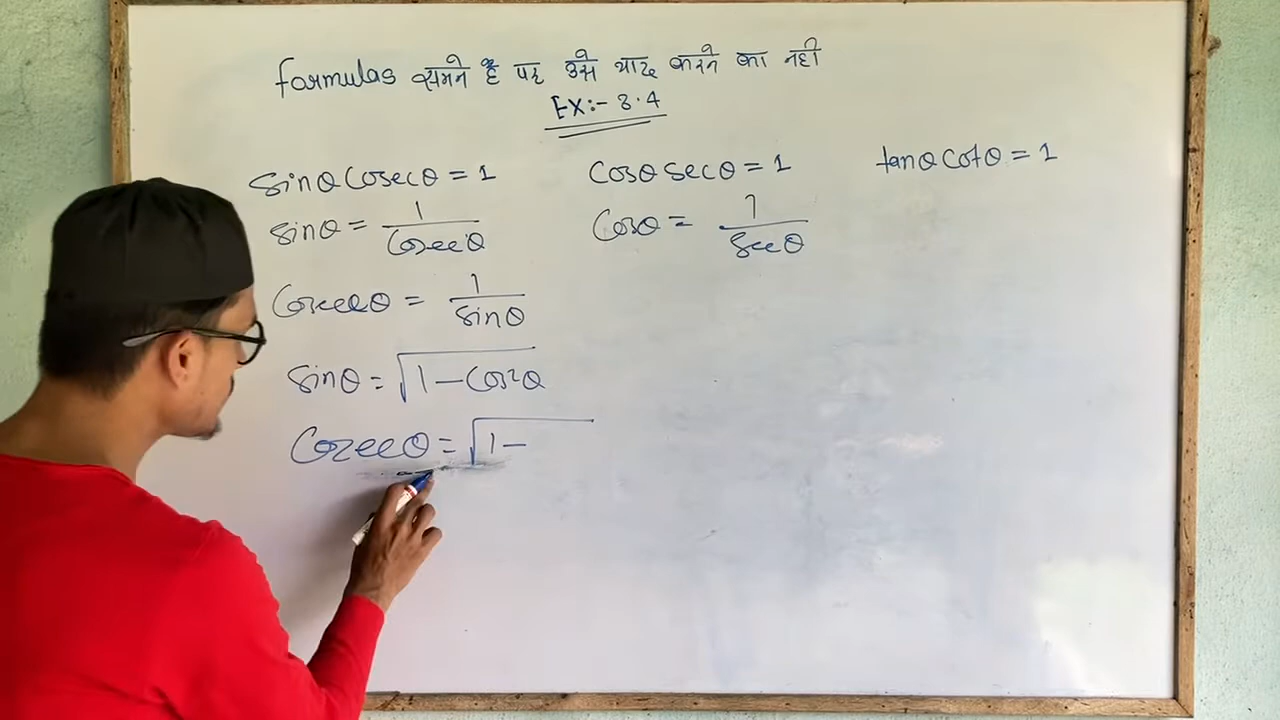 formulas समने है पर उसे याद करने का नही
Ex:- 8.4
sinθ cosecθ = 1
cosθ secθ = 1
tanθ cotθ = 1
sinθ = 1/cosecθ
cosθ = 1/secθ
cosecθ = 1/sinθ
sinθ = √1-cos²θ
cosecθ = √1-